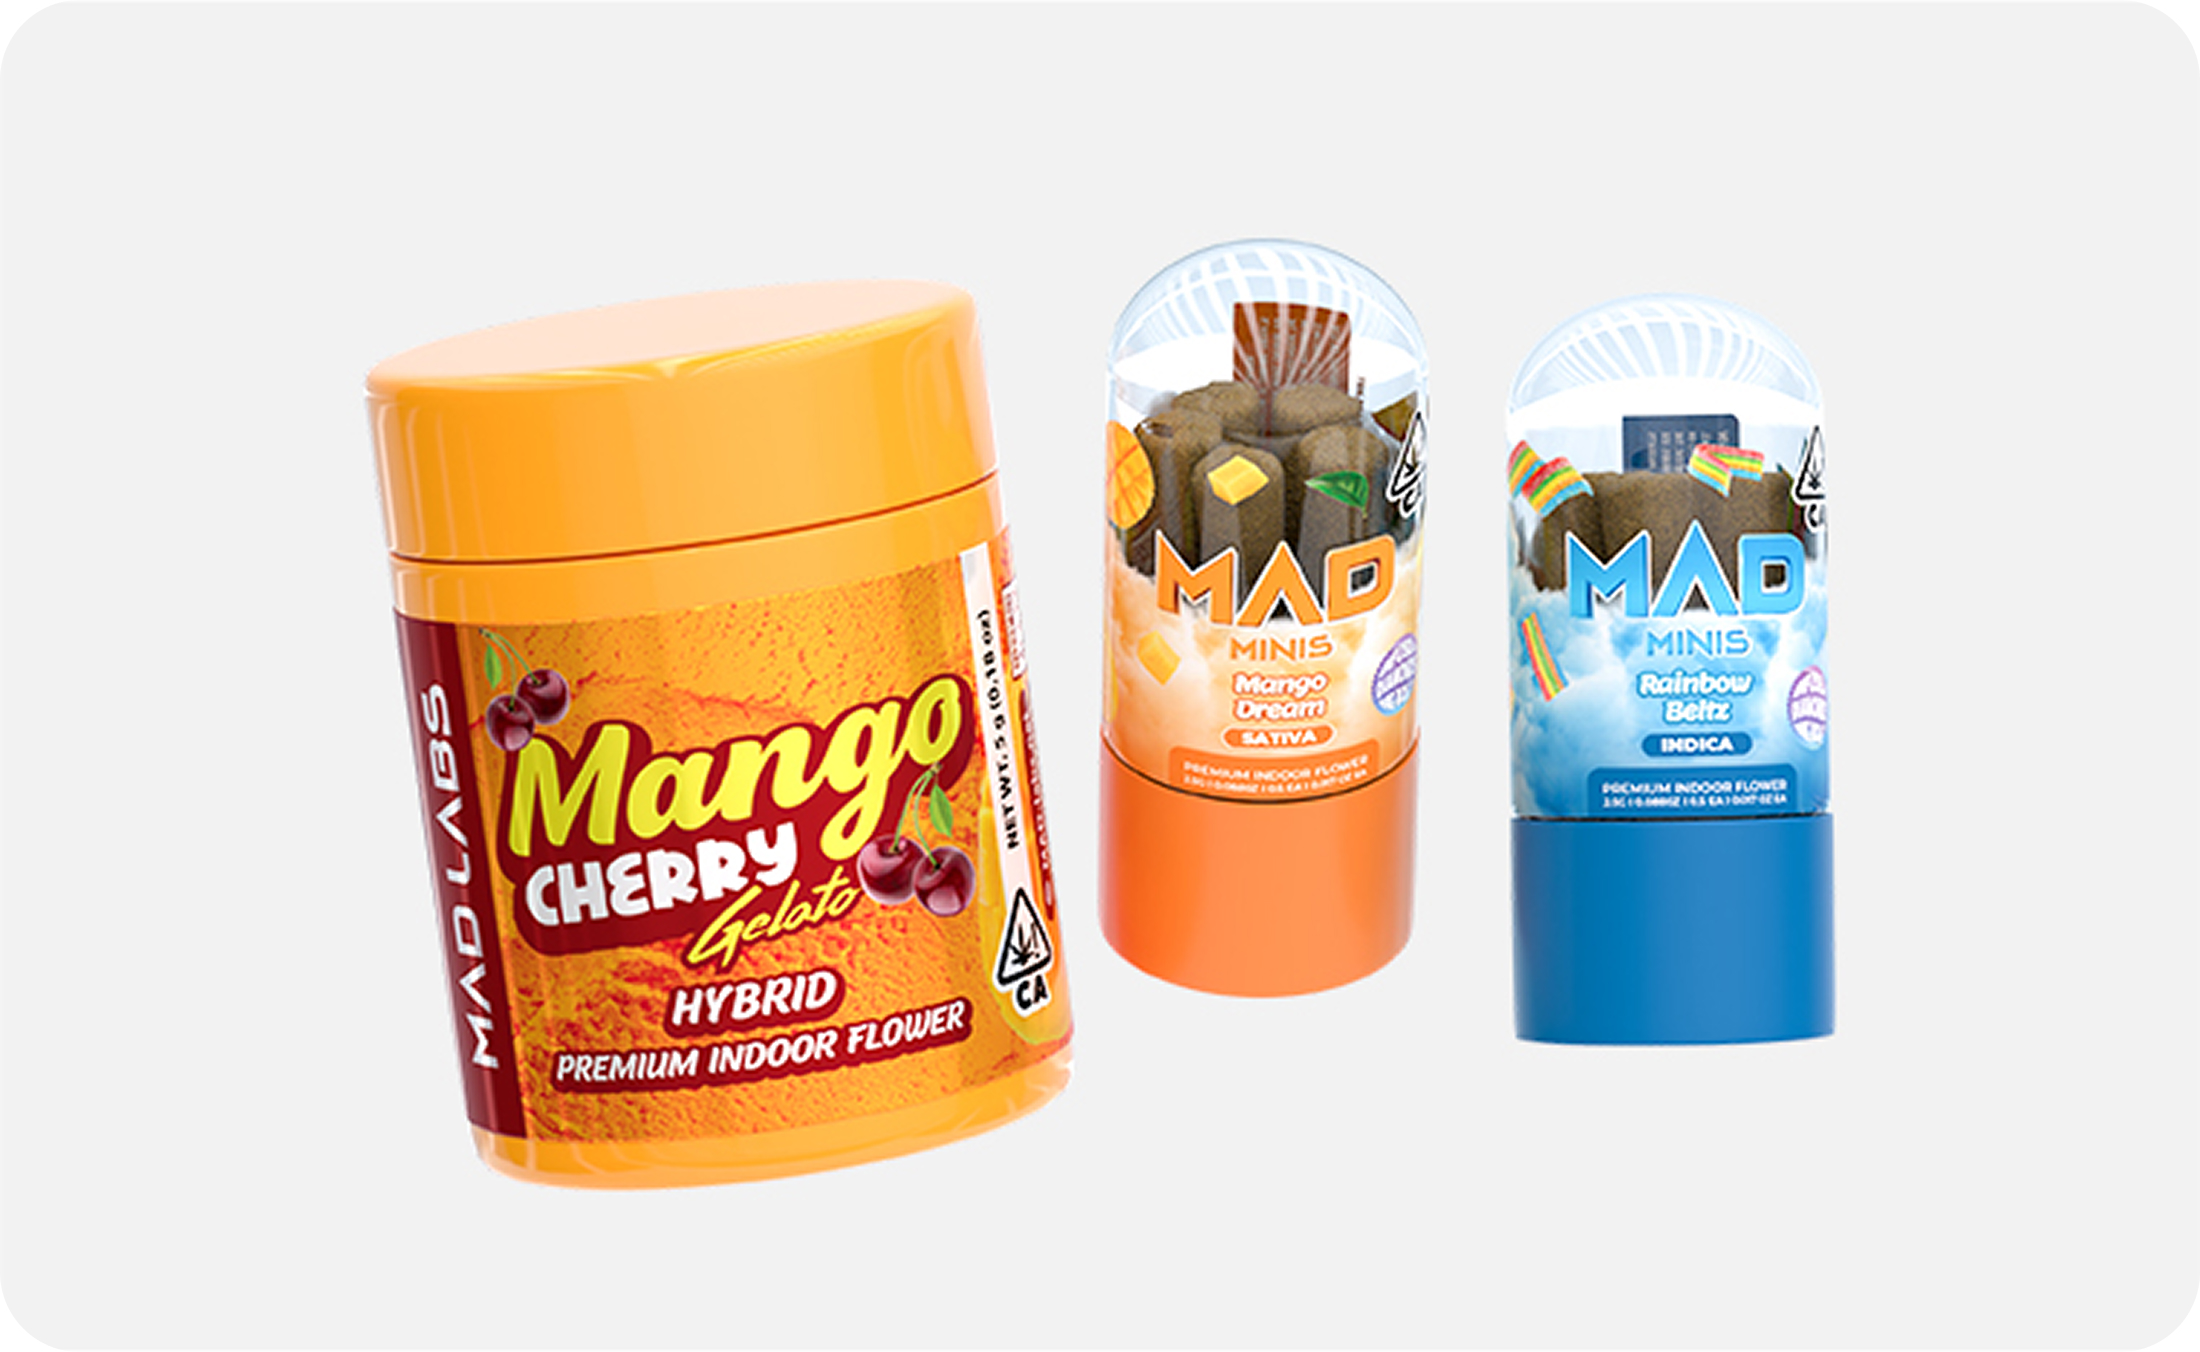 MAD LABS
Mango
CHERRY
Gelato
HYBRID
PREMIUM INDOOR FLOWER
NET WT. 5 g (0.18 oz)
CA
MAD
MINIS
Mango
Dream
SATIVA
PREMIUM INDOOR FLOWER
CA
MAD
MINIS
Rainbow
Beltz
INDICA
PREMIUM INDOOR FLOWER